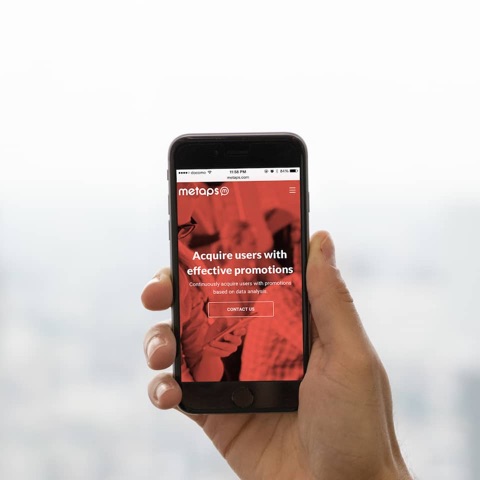 docomo 11:56 PM 84%
metaps.com
metaps
Acquire users with
effective promotions
Continuously acquire users with promotions
based on data analysis
CONTACT US